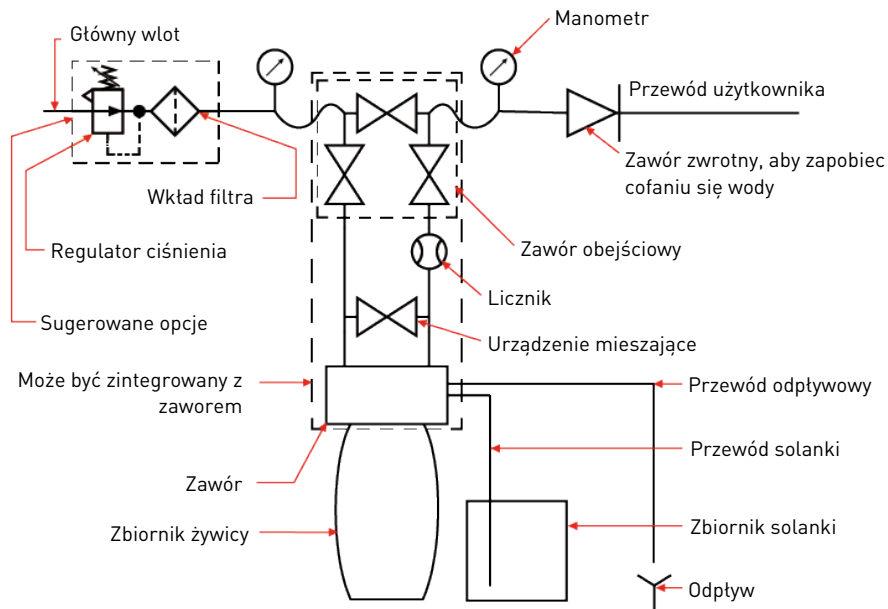 Główny wlot
Manometr
Przewód użytkownika
Zawór zwrotny, aby zapobiec
cofaniu się wody
Wkład filtra
Regulator ciśnienia
Zawór obejściowy
Licznik
Sugerowane opcje
Urządzenie mieszające
Może być zintegrowany z
zaworem
Przewód odpływowy
Przewód solanki
Zawór
Zbiornik żywicy
Zbiornik solanki
Odpływ